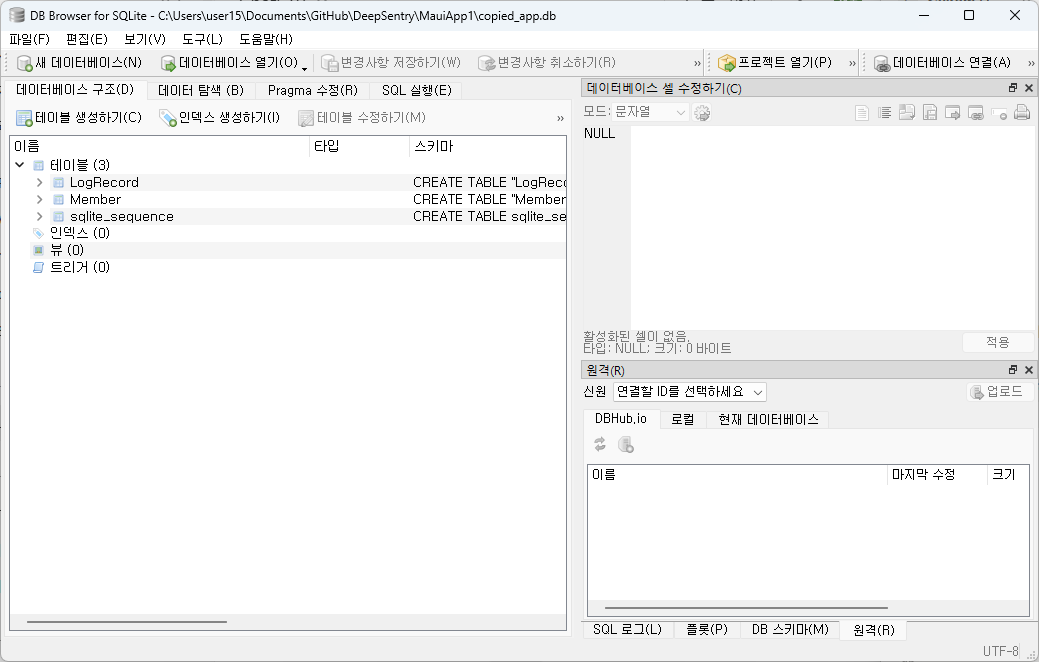 DB Browser for SQLite - C:\Users\user15\Documents\GitHub\DeepSentry\MauiApp1\copied_app.db
파일(F) 편집(E) 보기(V) 도구(L) 도움말(H)
새 데이터베이스(N) 데이터베이스 열기(O) 변경사항 저장하기(W) 변경사항 취소하기(R) » 프로젝트 열기(P) » 데이터베이스 연결(A) »
데이터베이스 구조(D) 데이터 탐색 (B) Pragma 수정(R) SQL 실행(E)
테이블 생성하기(C) 인덱스 생성하기(I) 테이블 수정하기(M) »
이름 타입 스키마
테이블 (3)
LogRecord CREATE TABLE "LogReco
Member CREATE TABLE "Member
sqlite_sequence CREATE TABLE sqlite_se
인덱스 (0)
뷰 (0)
트리거 (0)
데이터베이스 셀 수정하기(C)
모드: 문자열
NULL
활성화된 셀이 없음.
타입: NULL; 크기: 0 바이트
적용
원격(R)
신원 연결할 ID를 선택하세요 업로드
DBHub.io 로컬 현재 데이터베이스
이름 마지막 수정 크기
SQL 로그(L) 플롯(P) DB 스키마(M) 원격(R)
UTF-8